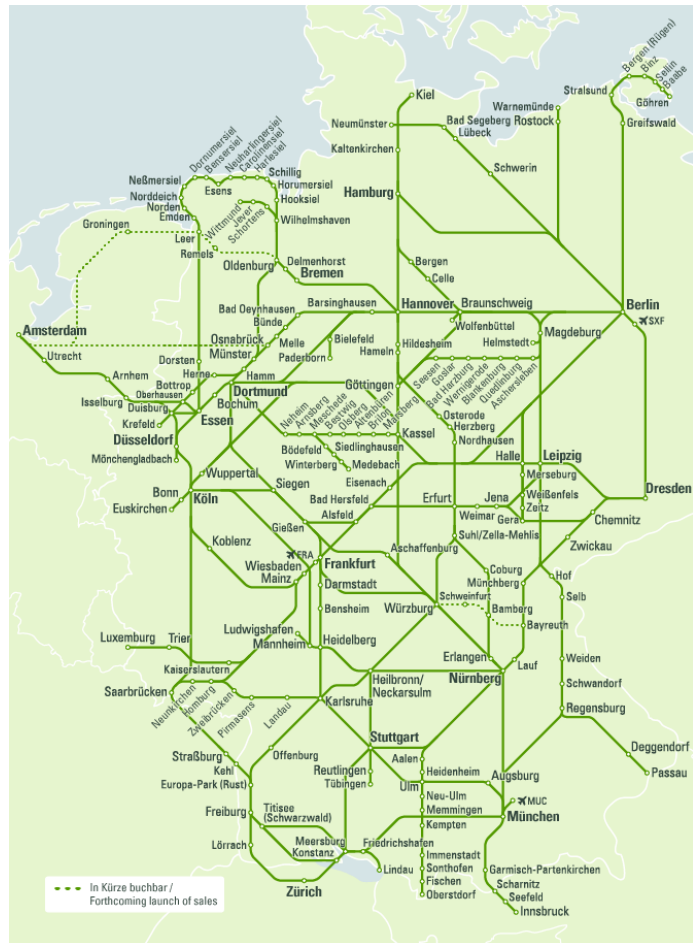 Bergen (Rügen)
Binz
Sellin
Baabe
Göhren
Stralsund
Greifswald
Kiel
Warnemünde
Rostock
Neumünster
Bad Segeberg
Lübeck
Kaltenkirchen
Schwerin
Hamburg
Dornumersiel
Bensersiel
Neuharlingersiel
Carolinensiel
Harlesiel
Schillig
Horumersiel
Hooksiel
Wilhelmshaven
Neßmersiel
Esens
Norddeich
Norden
Emden
Wittmund
Jever
Schortens
Groningen
Leer
Remels
Oldenburg
Delmenhorst
Bremen
Bergen
Celle
Bad Oeynhausen
Barsinghausen
Hannover
Braunschweig
Berlin
SXF
Bünde
Wolfenbüttel
Magdeburg
Amsterdam
Osnabrück
Melle
Bielefeld
Hildesheim
Helmstedt
Utrecht
Münster
Paderborn
Hameln
Dorsten
Arnhem
Herne
Hamm
Göttingen
Seesen
Goslar
Bad Harzburg
Wernigerode
Blankenburg
Quedlinburg
Aschersleben
Isselburg
Bottrop
Oberhausen
Dortmund
Duisburg
Bochum
Krefeld
Essen
Neheim
Arnsberg
Meschede
Bestwig
Olsberg
Altenbüren
Brilon
Marsberg
Osterode
Herzberg
Düsseldorf
Kassel
Nordhausen
Mönchengladbach
Bödefeld
Siedlinghausen
Winterberg
Medebach
Halle
Leipzig
Wuppertal
Eisenach
Merseburg
Bonn
Köln
Siegen
Bad Hersfeld
Erfurt
Jena
Weißenfels
Dresden
Euskirchen
Alsfeld
Weimar
Zeitz
Gera
Chemnitz
Gießen
Suhl/Zella-Mehlis
Zwickau
Koblenz
FRA
Aschaffenburg
Wiesbaden
Frankfurt
Coburg
Hof
Mainz
Darmstadt
Münchberg
Schweinfurt
Selb
Bensheim
Würzburg
Bamberg
Bayreuth
Luxemburg
Trier
Ludwigshafen
Mannheim
Heidelberg
Erlangen
Lauf
Weiden
Kaiserslautern
Heilbronn/
Neckarsulm
Nürnberg
Saarbrücken
Neunkirchen
Homburg
Zweibrücken
Pirmasens
Landau
Karlsruhe
Schwandorf
Regensburg
Stuttgart
Straßburg
Offenburg
Aalen
Deggendorf
Kehl
Reutlingen
Heidenheim
Augsburg
Passau
Europa-Park (Rust)
Tübingen
Ulm
Neu-Ulm
MUC
Titisee
(Schwarzwald)
Memmingen
München
Freiburg
Kempten
Lörrach
Meersburg
Friedrichshafen
Konstanz
Immenstadt
Lindau
Sonthofen
Garmisch-Partenkirchen
Zürich
Fischen
Scharnitz
Oberstdorf
Seefeld
Innsbruck
In Kürze buchbar /
Forthcoming launch of sales